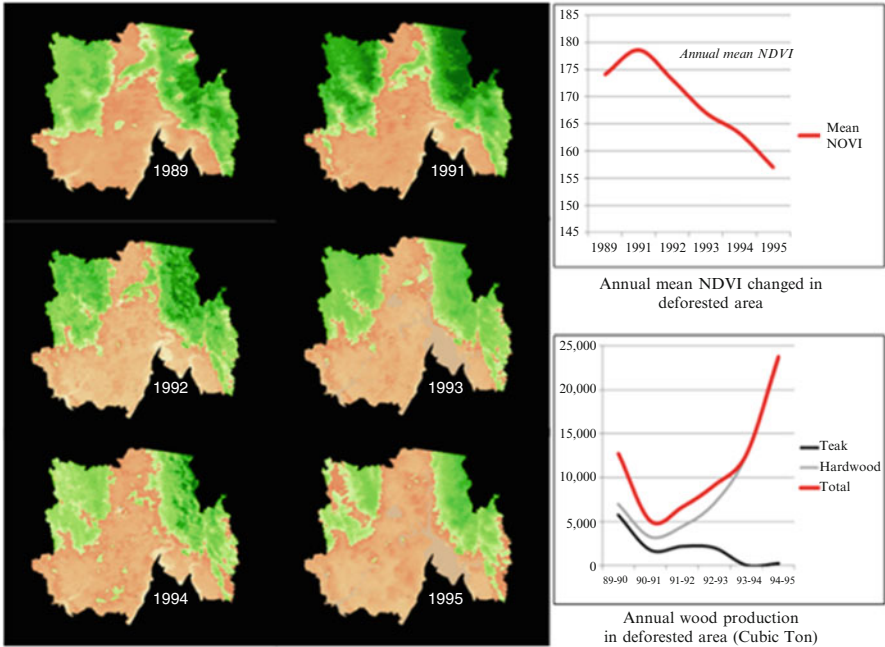 1989
1991
1992
1993
1994
1995
185
180
175
170
165
160
155
150
145
Annual mean NDVI
Mean
NOVI
1989 1991 1992 1993 1994 1995
Annual mean NDVI changed in
deforested area
25,000
20,000
15,000
10,000
5,000
0
Teak
Hardwood
Total
89-90 90-91 91-92 92-93 93-94 94-95
Annual wood production
in deforested area (Cubic Ton)